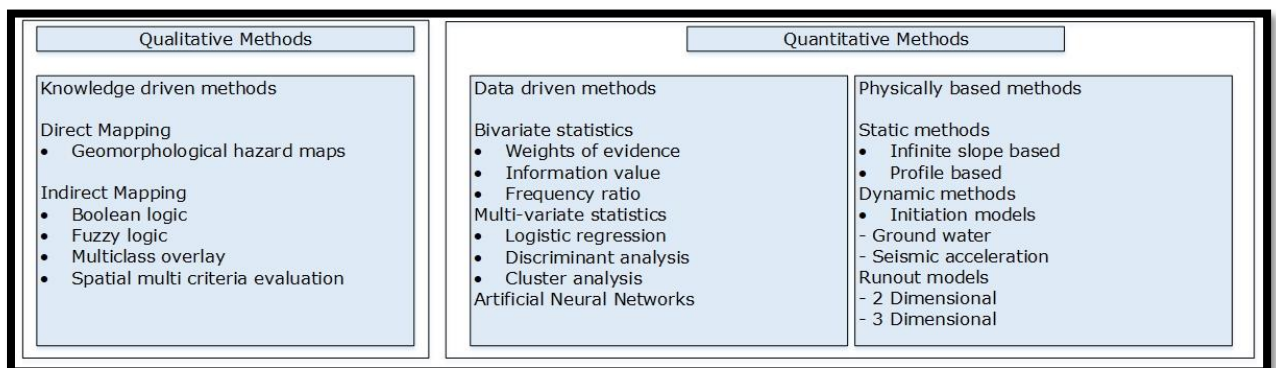 Qualitative Methods
Knowledge driven methods
Direct Mapping
• Geomorphological hazard maps
Indirect Mapping
• Boolean logic
• Fuzzy logic
• Multiclass overlay
• Spatial multi criteria evaluation
Quantitative Methods
Data driven methods
Bivariate statistics
• Weights of evidence
• Information value
• Frequency ratio
Multi-variate statistics
• Logistic regression
• Discriminant analysis
• Cluster analysis
Artificial Neural Networks
Physically based methods
Static methods
• Infinite slope based
• Profile based
Dynamic methods
• Initiation models
- Ground water
- Seismic acceleration
Runout models
- 2 Dimensional
- 3 Dimensional